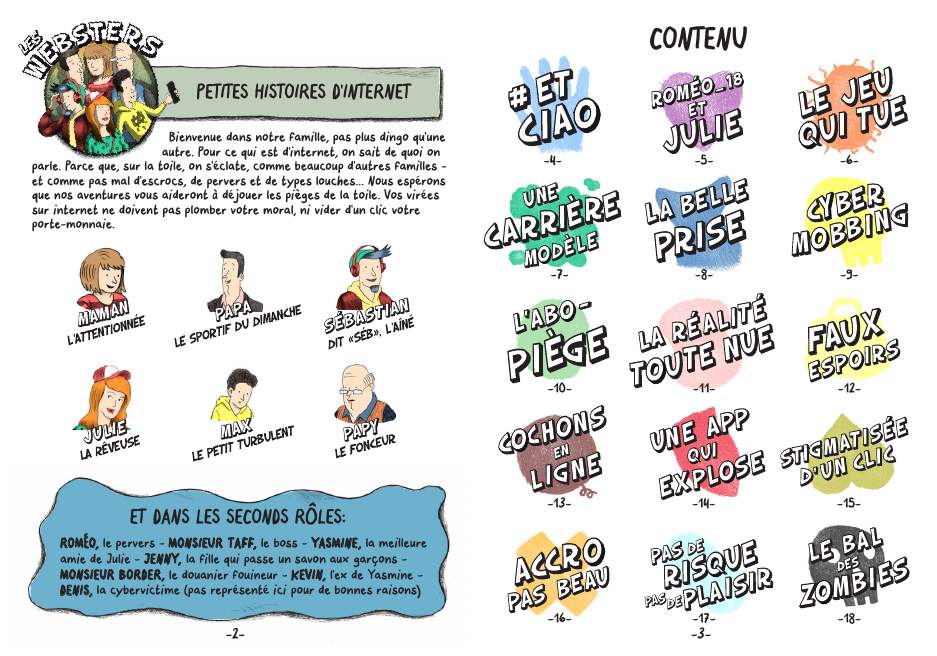 LES
WEBSTERS
PETITES HISTOIRES D'INTERNET
Bienvenue dans notre famille, pas plus dingo qu'une
autre. Pour ce qui est d'internet, on sait de quoi on
parle. Parce que, sur la toile, on s'éclate, comme beaucoup d'autres familles –
et comme pas mal d'escrocs, de pervers et de types louches... Nous espérons
que nos aventures vous aideront à déjouer les pièges de la toile. Vos virées
sur internet ne doivent pas plomber votre moral, ni vider d'un clic votre
porte-monnaie.
MAMAN
L'ATTENTIONNÉE
PAPA
LE SPORTIF DU DIMANCHE
SÉBASTIAN
DIT «SÉB», L'AÎNÉ
JULIE
LA RÊVEUSE
MAX
LE PETIT TURBULENT
PAPY
LE FONCEUR
ET DANS LES SECONDS RÔLES:
ROMÉO, le pervers – MONSIEUR TAFF, le boss – YASMINE, la meilleure
amie de Julie – JENNY, la fille qui passe un savon aux garçons –
MONSIEUR BORDER, le douanier fouineur – KEVIN, l'ex de Yasmine –
DENIS, la cybervictime (pas représenté ici pour de bonnes raisons)
-2-
CONTENU
# ET
CIAO
-4-
ROMÉO_18
ET
JULIE
-5-
LE JEU
QUI TUE
-6-
UNE
CARRIÈRE
MODÈLE
-7-
LA BELLE
PRISE
-8-
CYBER
MOBBING
-9-
L'ABO-
PIÈGE
-10-
LA RÉALITÉ
TOUTE NUE
-11-
FAUX
ESPOIRS
-12-
COCHONS
EN
LIGNE
-13-
UNE APP
QUI
EXPLOSE
-14-
STIGMATISÉE
D'UN CLIC
-15-
ACCRO
PAS BEAU
-16-
PAS DE
RISQUE
PAS DE PLAISIR
-17-
LE BAL
DES
ZOMBIES
-18-
-3-